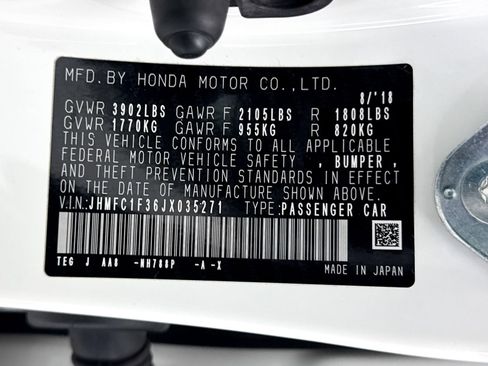 MFD. BY HONDA MOTOR CO., LTD.
8/'18
GVWR 3902LBS GAWR F 2105LBS R 1808LBS
GVWR 1770KG GAWR F 955KG R 820KG
THIS VEHICLE CONFORMS TO ALL APPLICABLE
FEDERAL MOTOR VEHICLE SAFETY , BUMPER ,
AND THEFT PREVENTION STANDARDS IN EFFECT
ON THE DATE OF MANUFACTURE SHOWN ABOVE.
V.I.N.: JHMFC1F36JX035271 TYPE: PASSENGER CAR
TEG J AA8 -NH788P -A -X
MADE IN JAPAN